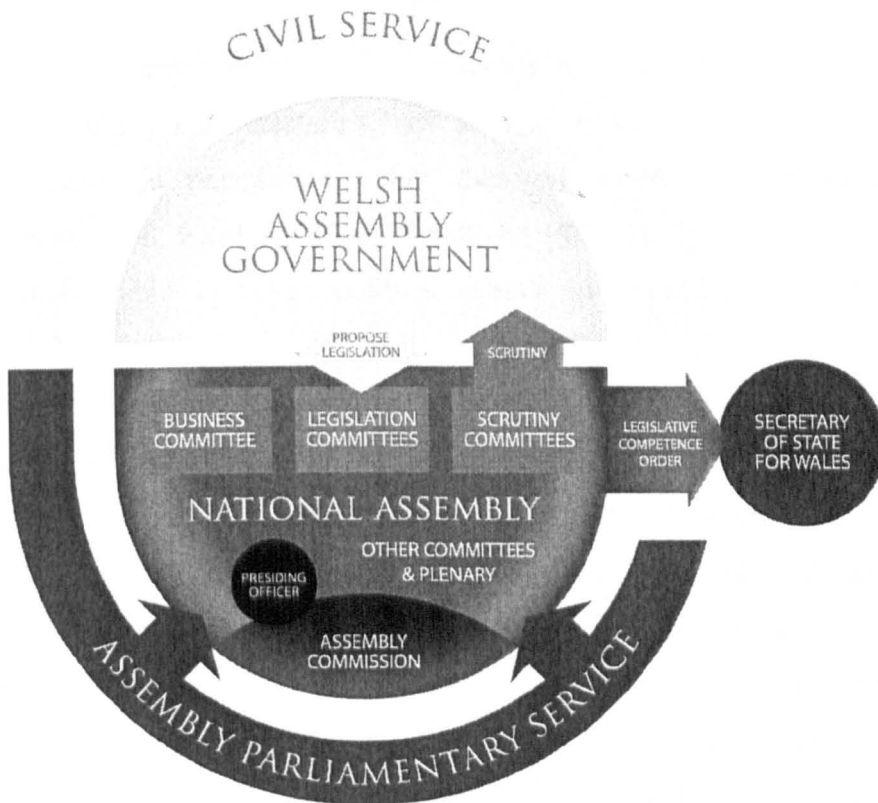 CIVIL SERVICE
WELSH
ASSEMBLY
GOVERNMENT
PROPOSE
LEGISLATION
SCRUTINY
BUSINESS
COMMITTEE
LEGISLATION
COMMITTEES
SCRUTINY
COMMITTEES
LEGISLATIVE
COMPETENCE
ORDER
SECRETARY
OF STATE
FOR WALES
NATIONAL ASSEMBLY
OTHER COMMITTEES
& PLENARY
PRESIDING
OFFICER
ASSEMBLY
COMMISSION
ASSEMBLY PARLIAMENTARY SERVICE